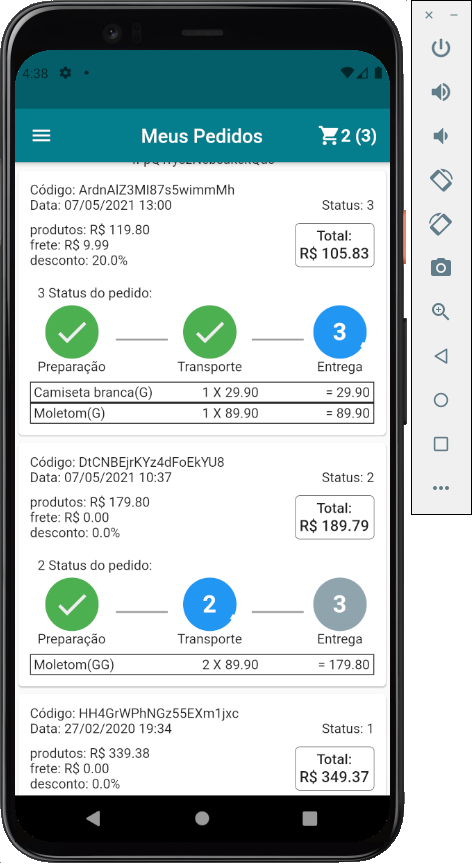 4:38
Meus Pedidos
2 (3)
Código: ArdnAlZ3Ml87s5wimmMh
Data: 07/05/2021 13:00
Status: 3
produtos: R$ 119.80
frete: R$ 9.99
desconto: 20.0%
Total:
R$ 105.83
3 Status do pedido:
3
Preparação
Transporte
Entrega
Camiseta branca(G) 1 X 29.90 = 29.90
Moletom(G) 1 X 89.90 = 89.90
Código: DtCNBEjrKYz4dFoEkYU8
Data: 07/05/2021 10:37
Status: 2
produtos: R$ 179.80
frete: R$ 0.00
desconto: 0.0%
Total:
R$ 189.79
2 Status do pedido:
2
3
Preparação
Transporte
Entrega
Moletom(GG) 2 X 89.90 = 179.80
Código: HH4GrWPhNGz55EXm1jxc
Data: 27/02/2020 19:34
Status: 1
produtos: R$ 339.38
frete: R$ 0.00
desconto: 0.0%
Total:
R$ 349.37